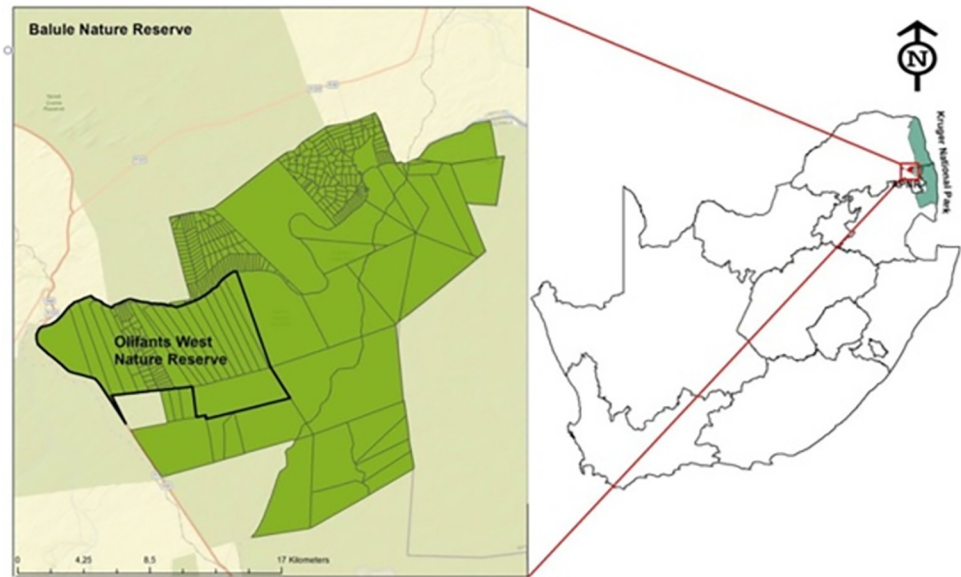 Balule Nature Reserve
N
Kruger National Park
Olifants West
Nature Reserve
0 4,25 8,5 17 Kilometers